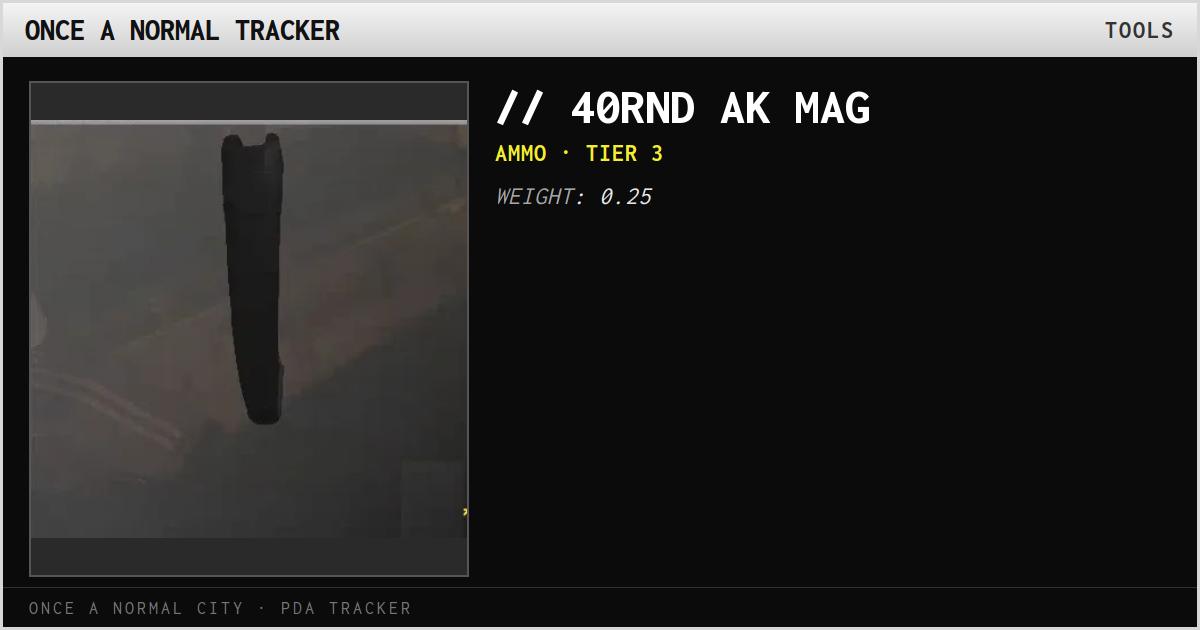 ONCE A NORMAL TRACKER
TOOLS
// 40RND AK MAG
AMMO · TIER 3
WEIGHT: 0.25
ONCE A NORMAL CITY · PDA TRACKER